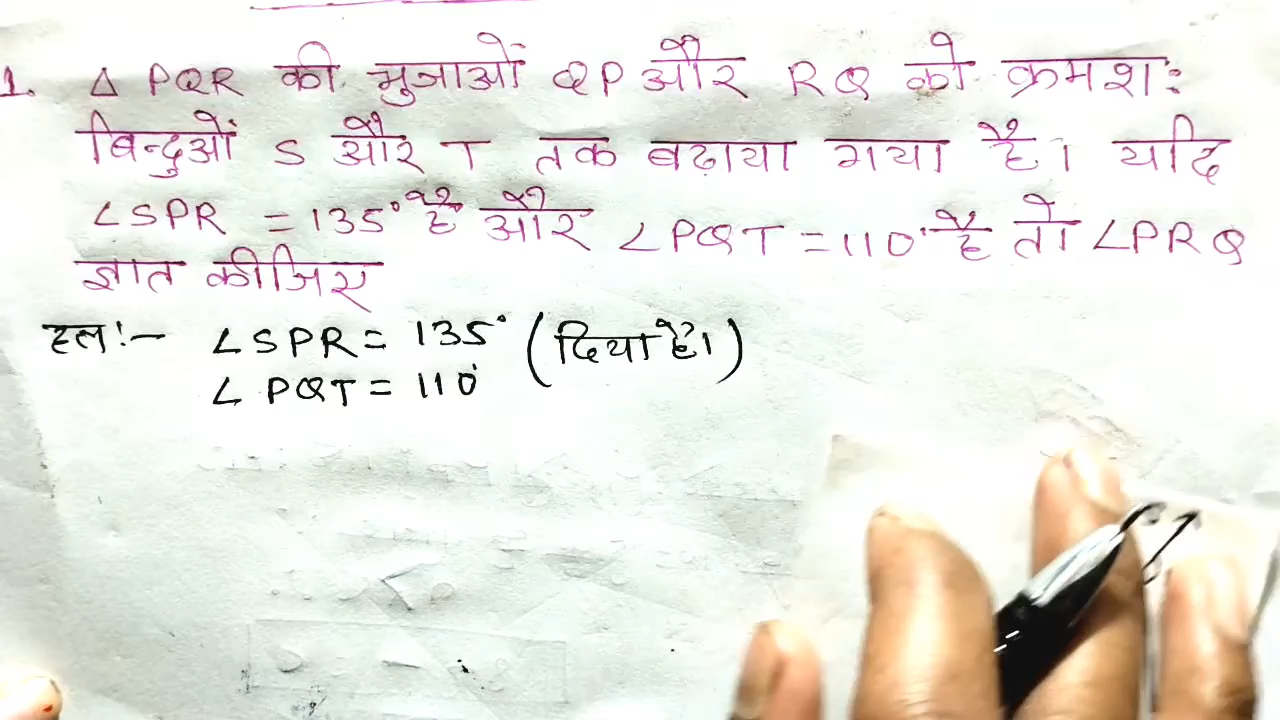 1. △ PQR की भुजाओं QP और RQ को क्रमशः
बिन्दुओं S और T तक बढ़ाया गया है। यदि
∠SPR = 135° है और ∠PQT = 110° है तो ∠PRQ
ज्ञात कीजिए
हल:- ∠SPR = 135° (दिया है।)
∠ PQT = 110°